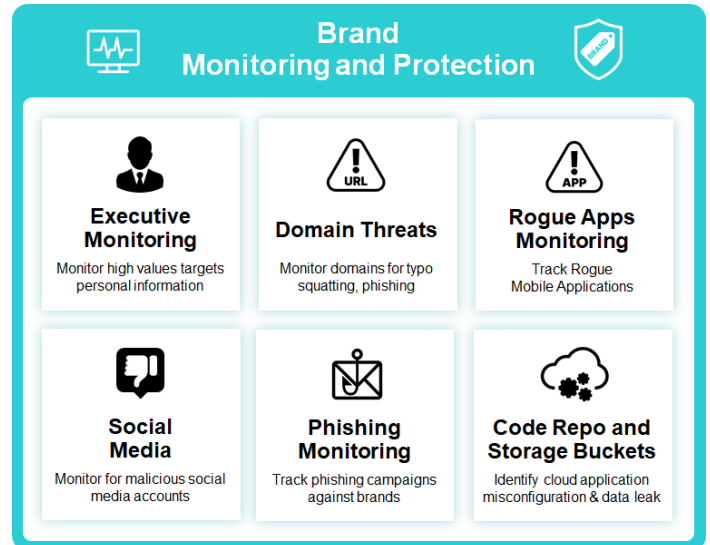 Brand
Monitoring and Protection
BRAND
Executive
Monitoring
Monitor high values targets
personal information
URL
Domain Threats
Monitor domains for typo
squatting, phishing
APP
Rogue Apps
Monitoring
Track Rogue
Mobile Applications
Social
Media
Monitor for malicious social
media accounts
Phishing
Monitoring
Track phishing campaigns
against brands
Code Repo and
Storage Buckets
Identify cloud application
misconfiguration & data leak